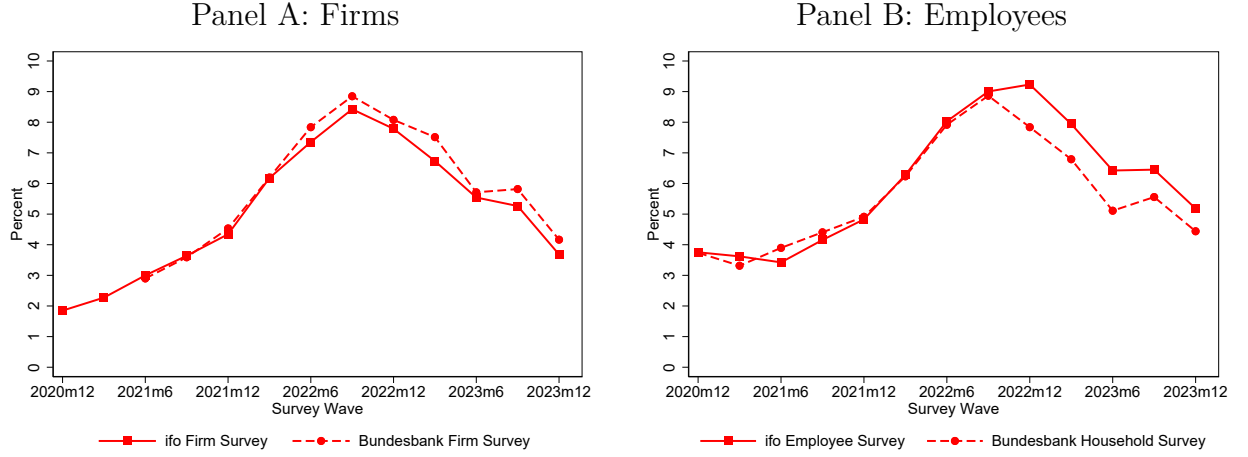 Panel A: Firms
Percent
10
9
8
7
6
5
4
3
2
1
0
2020m12 2021m6 2021m12 2022m6 2022m12 2023m6 2023m12
Survey Wave
ifo Firm Survey Bundesbank Firm Survey
Panel B: Employees
Percent
10
9
8
7
6
5
4
3
2
1
0
2020m12 2021m6 2021m12 2022m6 2022m12 2023m6 2023m12
Survey Wave
ifo Employee Survey Bundesbank Household Survey